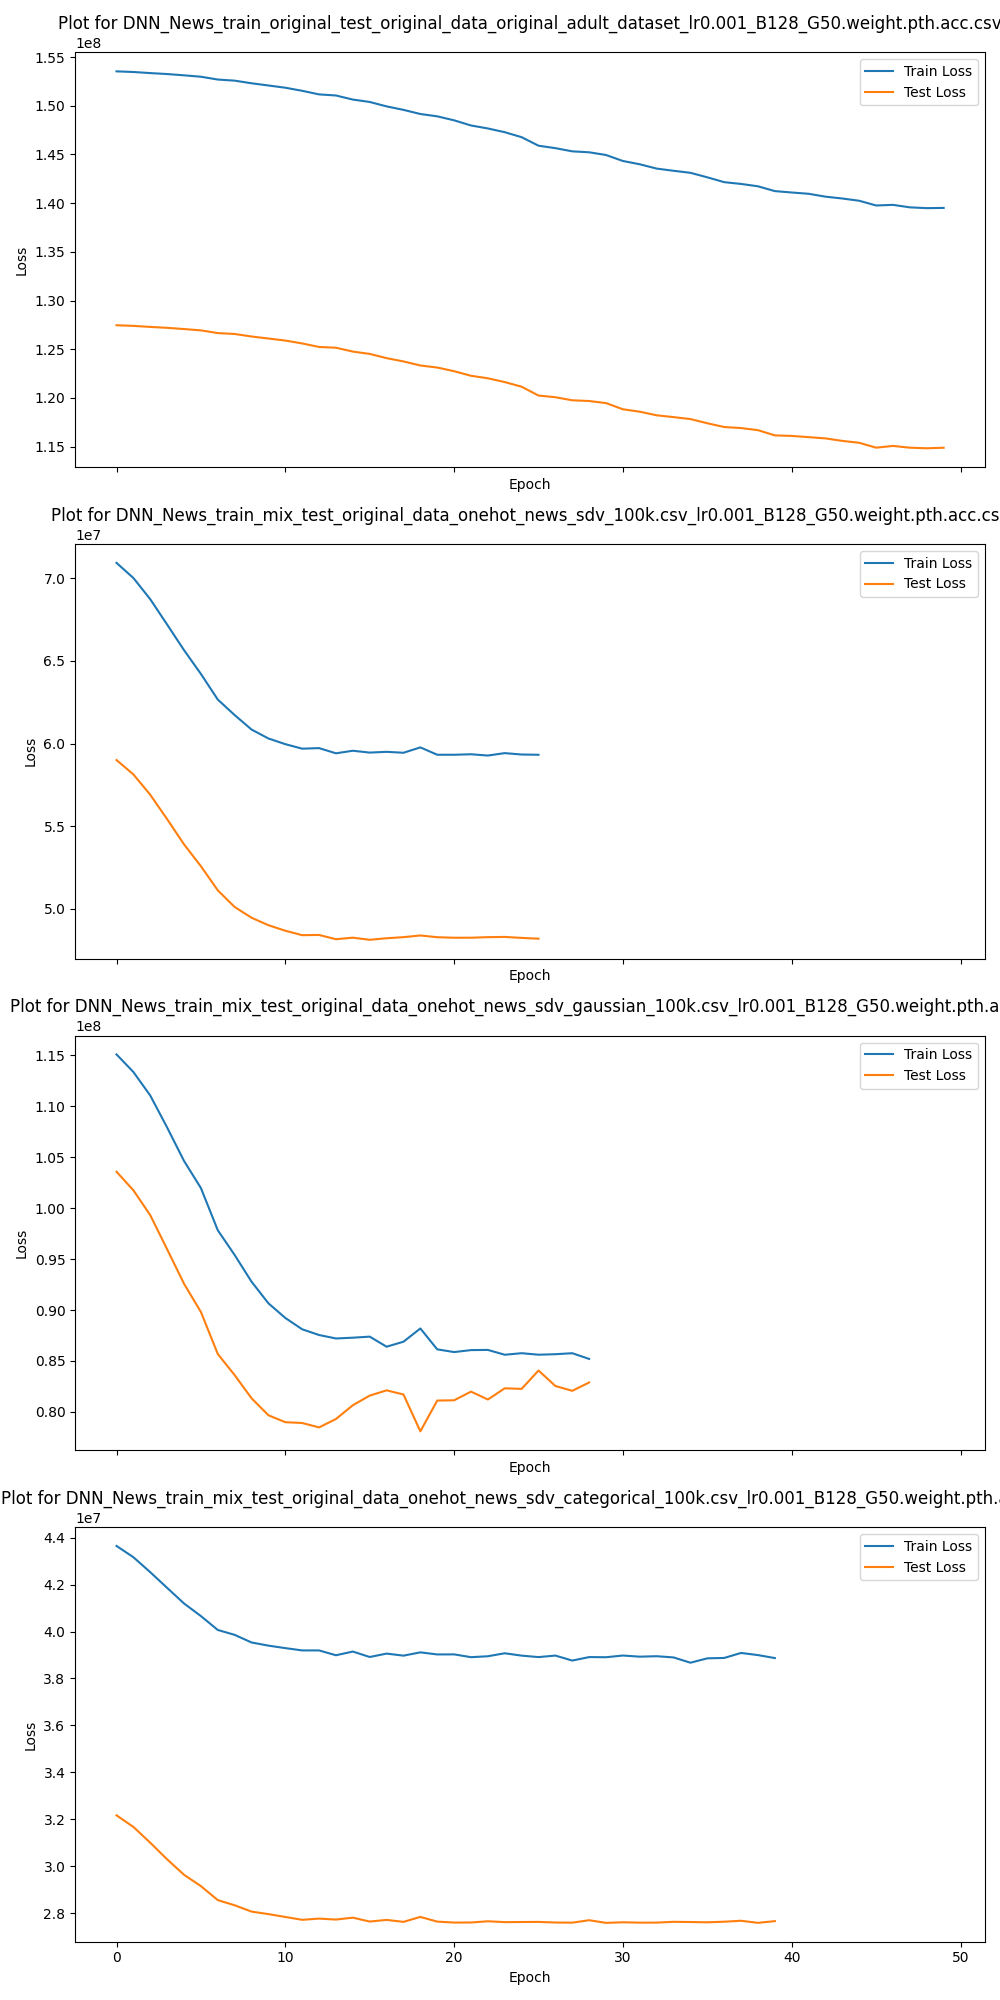 Plot for DNN_News_train_original_test_original_data_original_adult_dataset_lr0.001_B128_G50.weight.pth.acc.csv
1e8
1.55
1.50
1.45
1.40
1.35
1.30
1.25
1.20
1.15
Loss
Train Loss
Test Loss
Epoch
Plot for DNN_News_train_mix_test_original_data_onehot_news_sdv_100k.csv_lr0.001_B128_G50.weight.pth.acc.cs
1e7
7.0
6.5
6.0
5.5
5.0
Loss
Train Loss
Test Loss
Epoch
Plot for DNN_News_train_mix_test_original_data_onehot_news_sdv_gaussian_100k.csv_lr0.001_B128_G50.weight.pth.a
1e8
1.15
1.10
1.05
1.00
0.95
0.90
0.85
0.80
Loss
Train Loss
Test Loss
Epoch
Plot for DNN_News_train_mix_test_original_data_onehot_news_sdv_categorical_100k.csv_lr0.001_B128_G50.weight.pth.a
1e7
4.4
4.2
4.0
3.8
3.6
3.4
3.2
3.0
2.8
Loss
Train Loss
Test Loss
0 10 20 30 40 50
Epoch